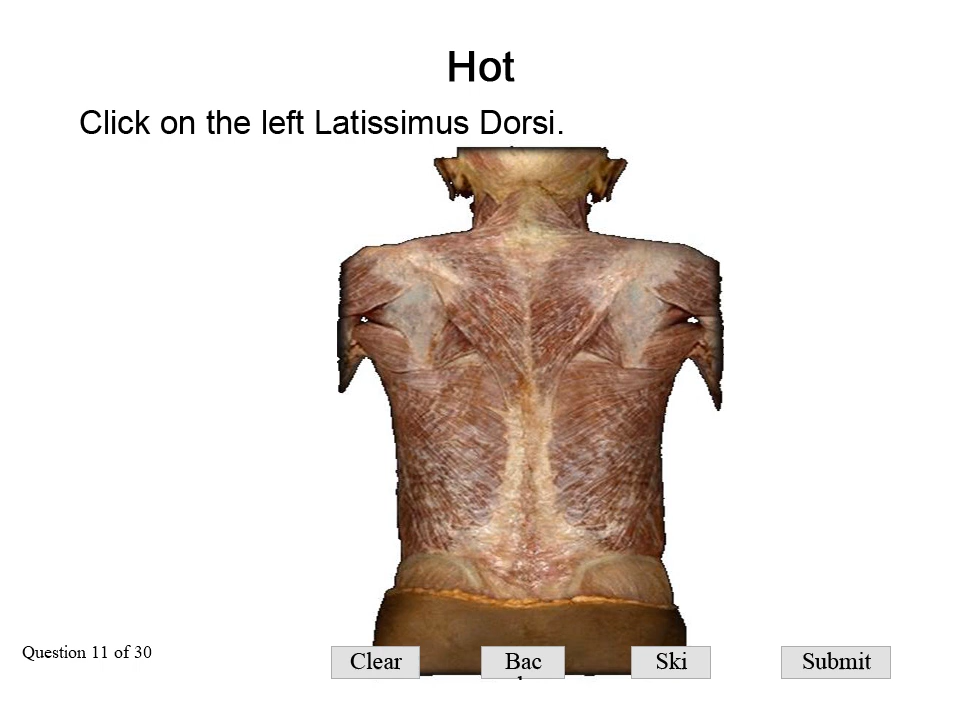 Hot
Click on the left Latissimus Dorsi.
Question 11 of 30
Clear
Bac
Ski
Submit